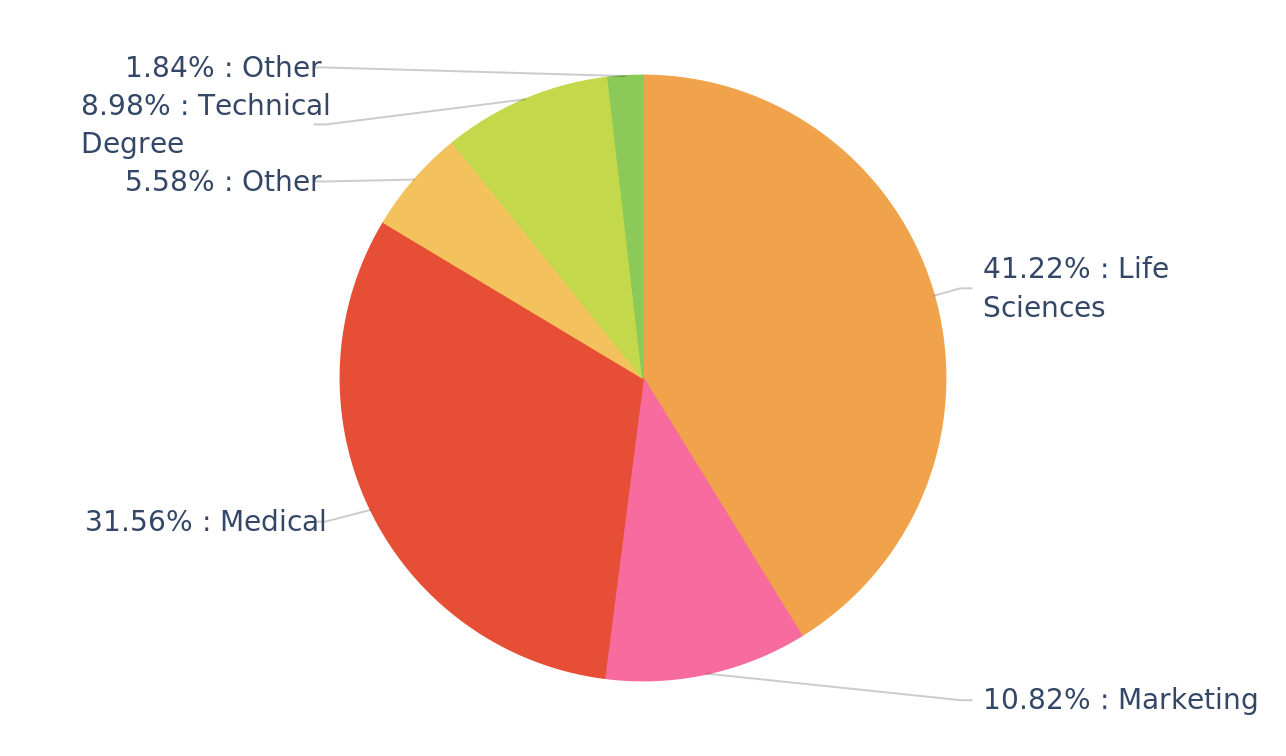 1.84% : Other
8.98% : Technical
Degree
5.58% : Other
41.22% : Life
Sciences
31.56% : Medical
10.82% : Marketing